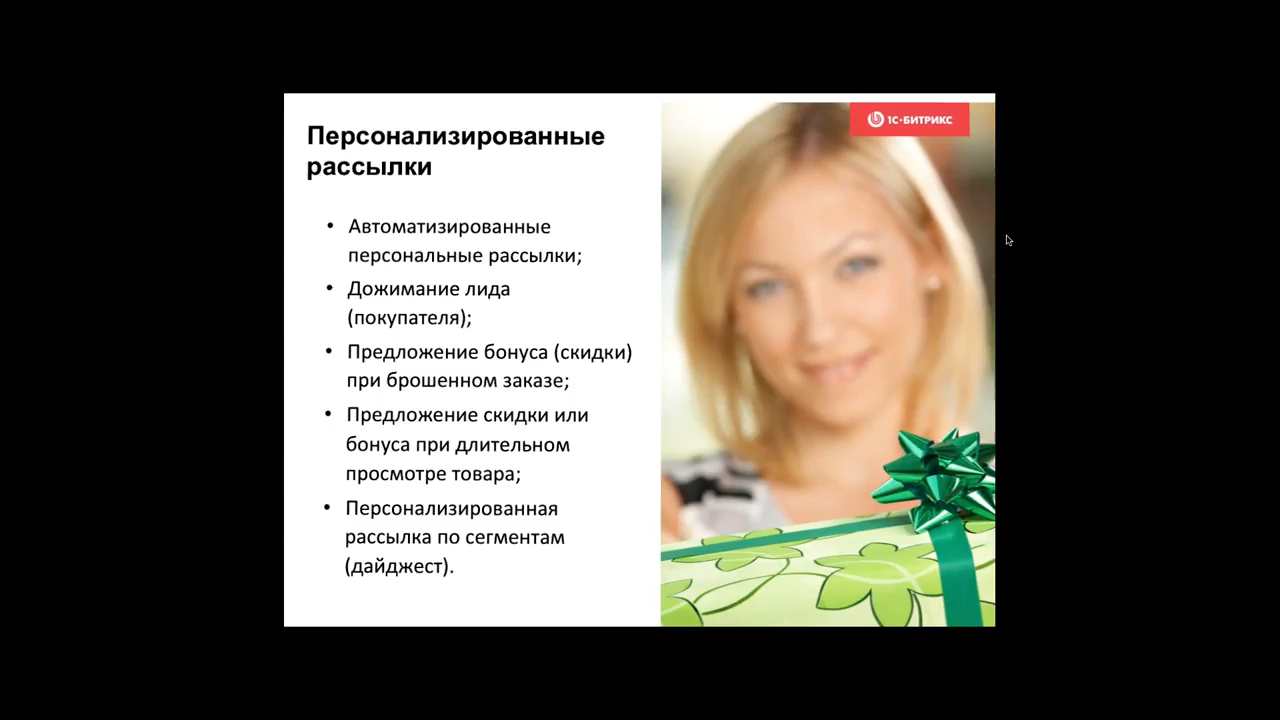 1С-БИТРИКС
Персонализированные
рассылки
• Автоматизированные
персональные рассылки;
• Дожимание лида
(покупателя);
• Предложение бонуса (скидки)
при брошенном заказе;
• Предложение скидки или
бонуса при длительном
просмотре товара;
• Персонализированная
рассылка по сегментам
(дайджест).